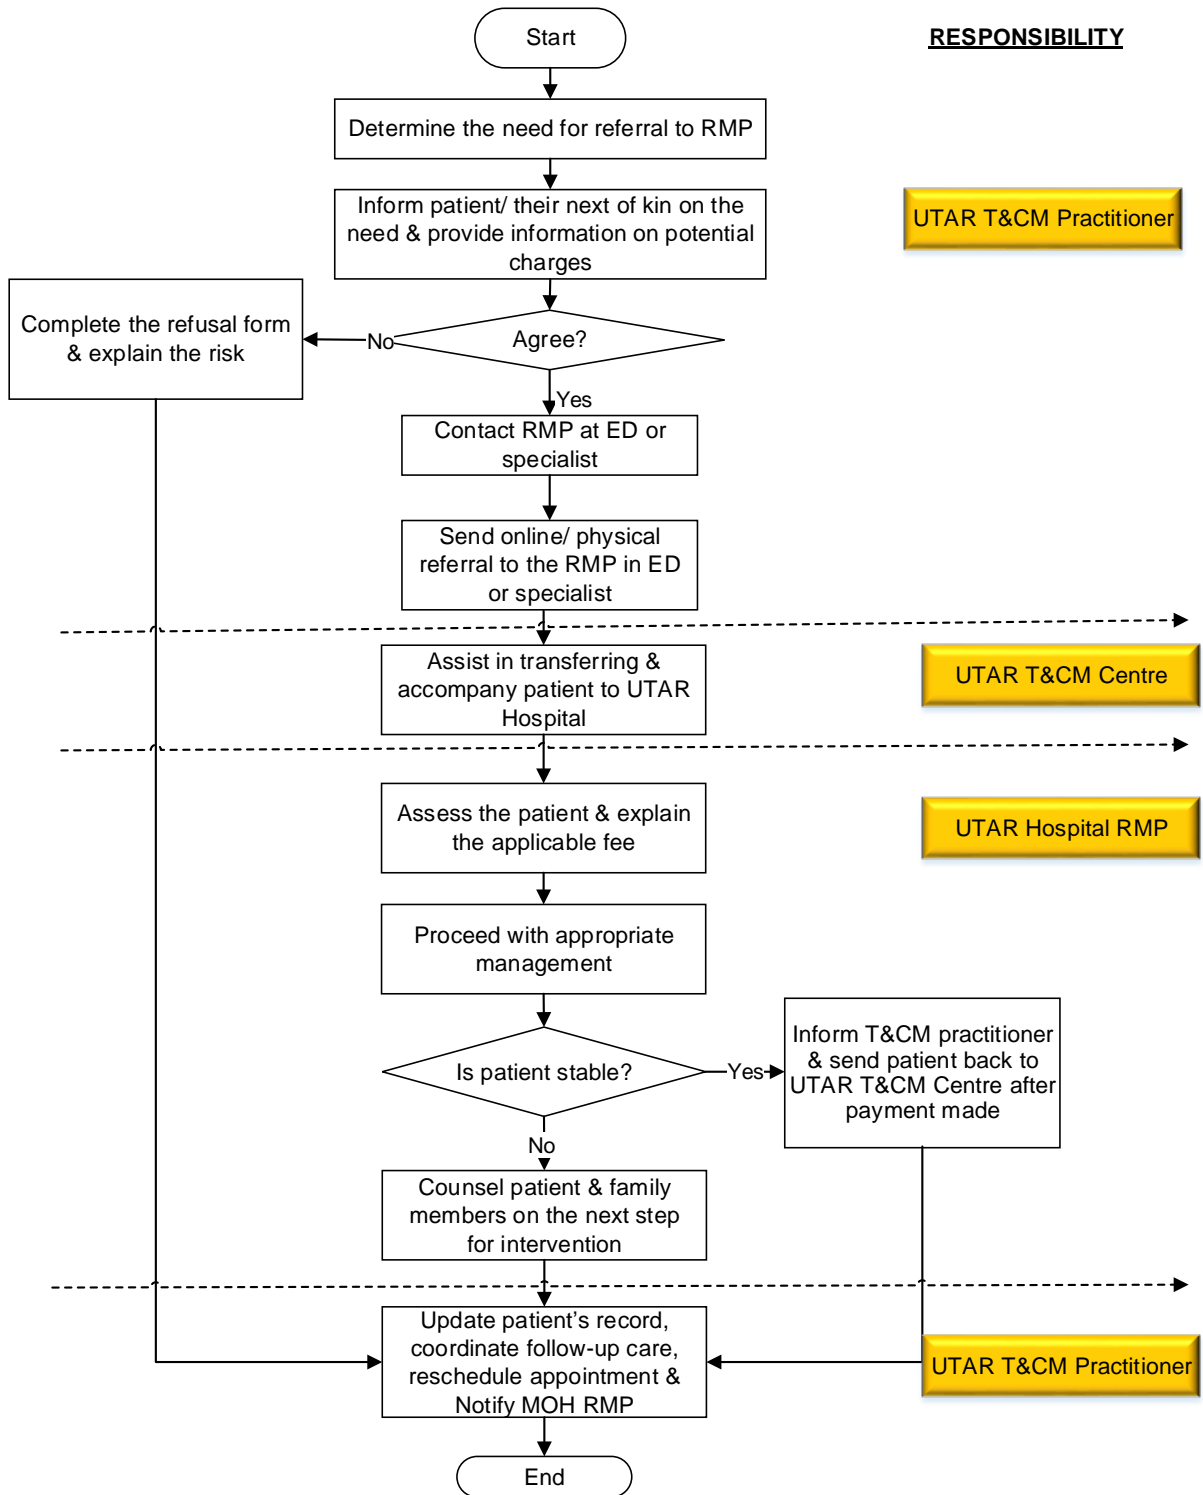 Start
RESPONSIBILITY
Determine the need for referral to RMP
Inform patient/ their next of kin on the
need & provide information on potential
charges
UTAR T&CM Practitioner
Complete the refusal form
& explain the risk
No
Agree?
Yes
Contact RMP at ED or
specialist
Send online/ physical
referral to the RMP in ED
or specialist
Assist in transferring &
accompany patient to UTAR
Hospital
UTAR T&CM Centre
Assess the patient & explain
the applicable fee
UTAR Hospital RMP
Proceed with appropriate
management
Is patient stable?
Yes
Inform T&CM practitioner
& send patient back to
UTAR T&CM Centre after
payment made
No
Counsel patient & family
members on the next step
for intervention
Update patient's record,
coordinate follow-up care,
reschedule appointment &
Notify MOH RMP
UTAR T&CM Practitioner
End